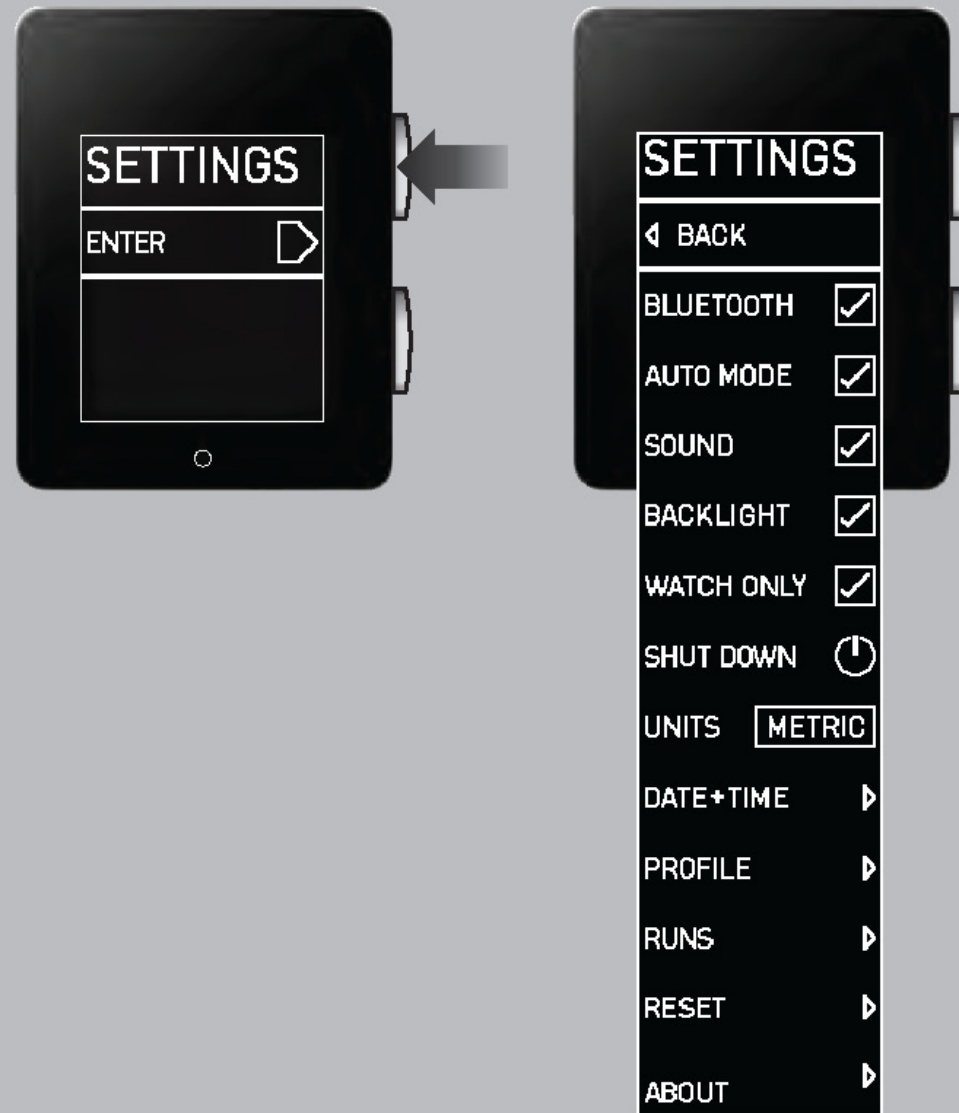 SETTINGS
ENTER
SETTINGS
BACK
BLUETOOTH
AUTO MODE
SOUND
BACKLIGHT
WATCH ONLY
SHUT DOWN
UNITS METRIC
DATE+TIME
PROFILE
RUNS
RESET
ABOUT